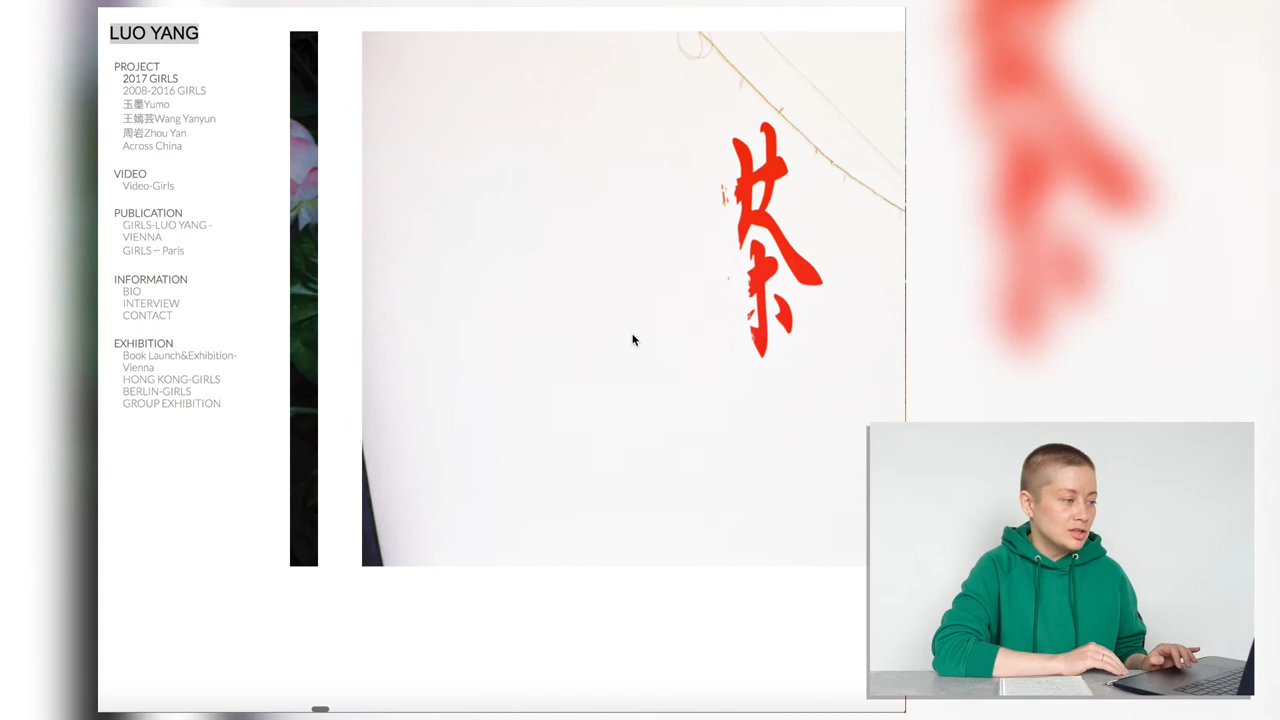 LUO YANG
PROJECT
2017 GIRLS
2008-2016 GIRLS
玉墨Yumo
王嫣芸Wang Yanyun
周岩Zhou Yan
Across China
VIDEO
Video-Girls
PUBLICATION
GIRLS-LUO YANG -
VIENNA
GIRLS－Paris
INFORMATION
BIO
INTERVIEW
CONTACT
EXHIBITION
Book Launch&Exhibition-
Vienna
HONG KONG-GIRLS
BERLIN-GIRLS
GROUP EXHIBITION
茶